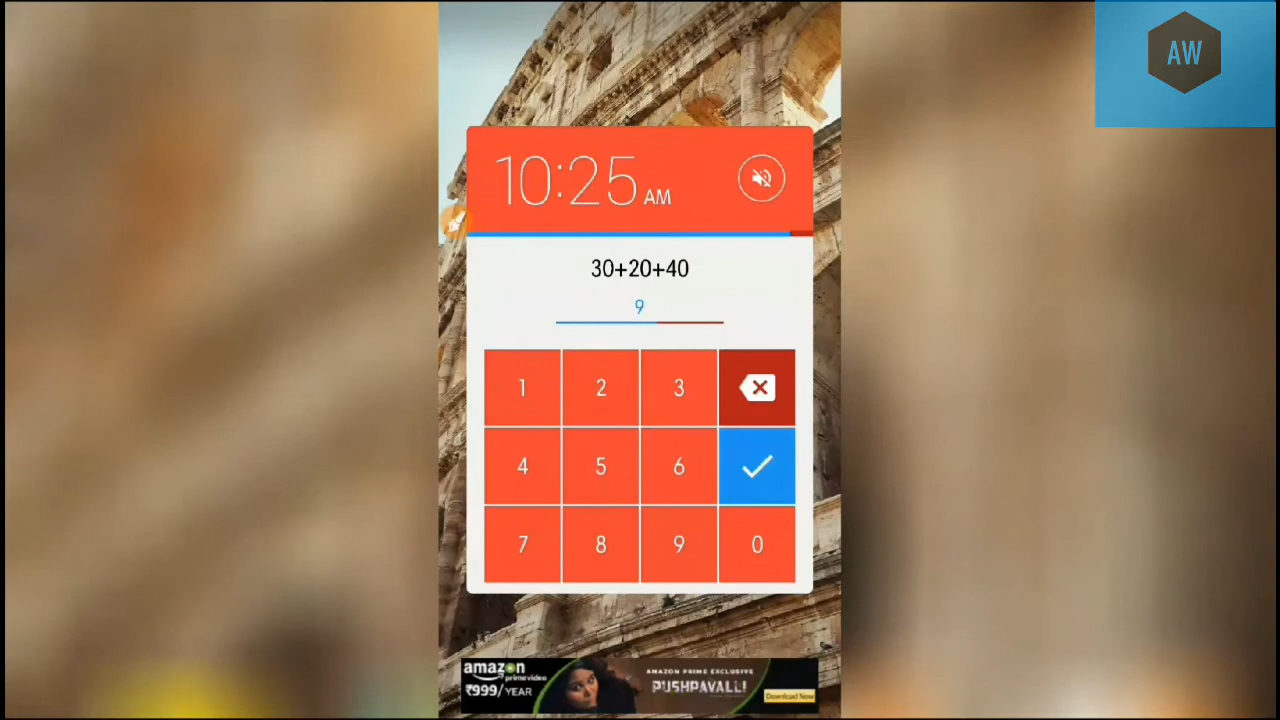 AW
10:25 AM
30+20+40
9
1 2 3
4 5 6
7 8 9 0
amazon
prime video
₹999/YEAR
AMAZON PRIME EXCLUSIVE
PUSHPAVALLI
Download Now